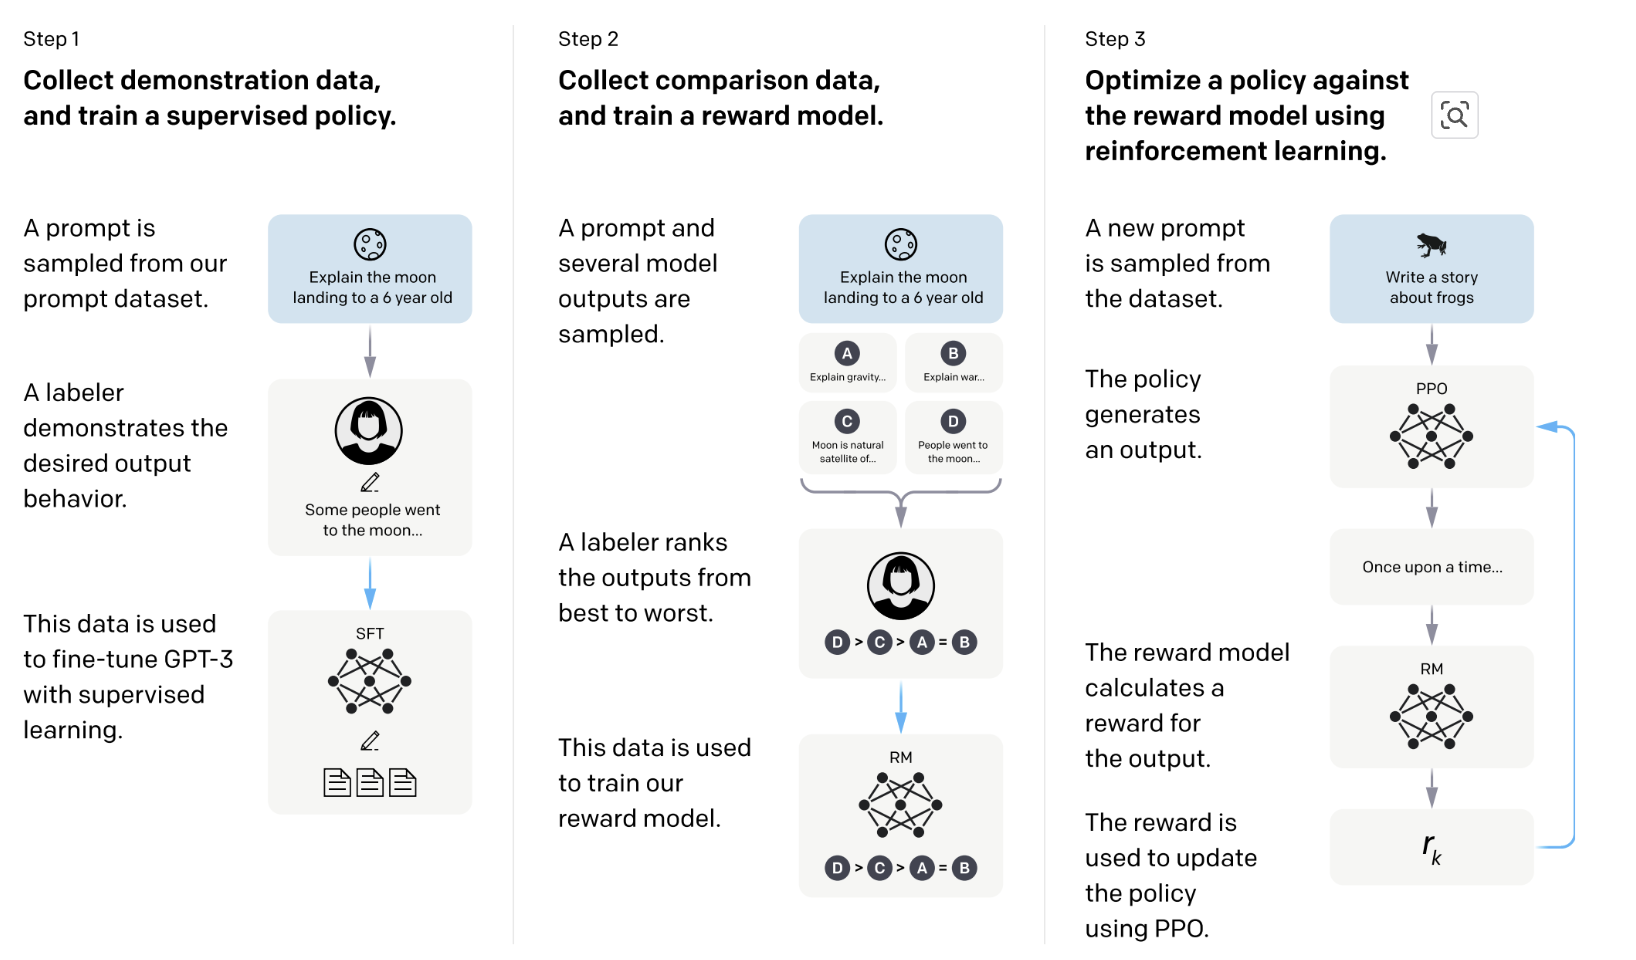 Step 1
Collect demonstration data,
and train a supervised policy.
A prompt is
sampled from our
prompt dataset.
Explain the moon
landing to a 6 year old
A labeler
demonstrates the
desired output
behavior.
Some people went
to the moon...
This data is used
to fine-tune GPT-3
with supervised
learning.
SFT
Step 2
Collect comparison data,
and train a reward model.
A prompt and
several model
outputs are
sampled.
Explain the moon
landing to a 6 year old
A
Explain gravity...
B
Explain war...
C
Moon is natural
satellite of...
D
People went to
the moon...
A labeler ranks
the outputs from
best to worst.
D > C > A = B
This data is used
to train our
reward model.
RM
D > C > A = B
Step 3
Optimize a policy against
the reward model using
reinforcement learning.
A new prompt
is sampled from
the dataset.
Write a story
about frogs
The policy
generates
an output.
PPO
Once upon a time...
The reward model
calculates a
reward for
the output.
RM
The reward is
used to update
the policy
using PPO.
r_k